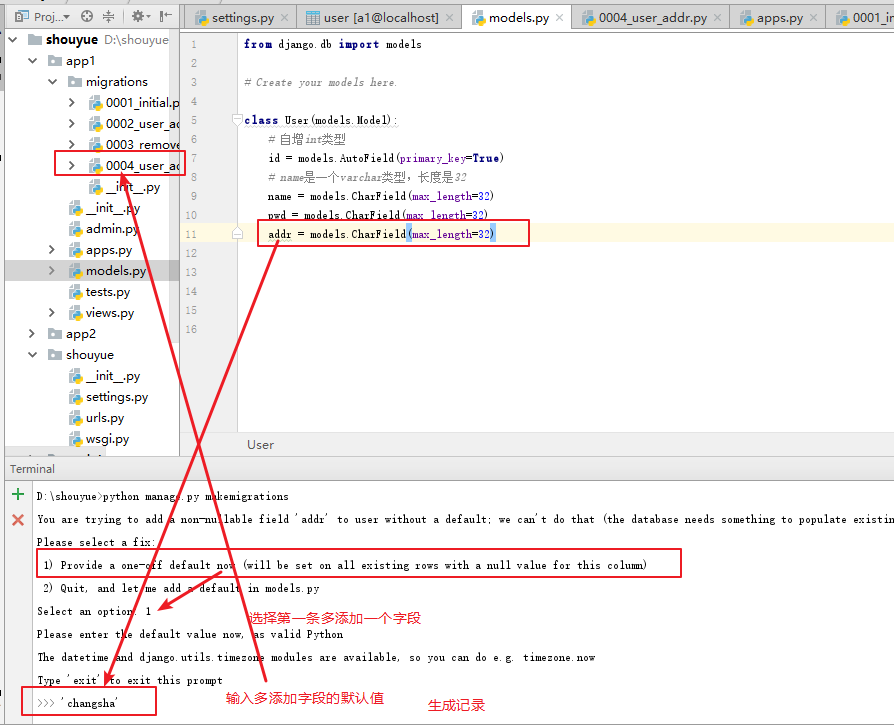 Proj...
settings.py
user [a1@localhost]
models.py
0004_user_addr.py
apps.py
0001_in
shouyue D:\shouyue
app1
migrations
0001_initial.p
0002_user_ad
0003_remove
0004_user_ad
__init__.py
__init__.py
admin.py
apps.py
models.py
tests.py
views.py
app2
shouyue
__init__.py
settings.py
urls.py
wsgi.py
1 from django.db import models
2
3 # Create your models here.
4
5 class User(models.Model):
6 # 自增int类型
7 id = models.AutoField(primary_key=True)
8 # name是一个varchar类型，长度是32
9 name = models.CharField(max_length=32)
10 pwd = models.CharField(max_length=32)
11 addr = models.CharField(max_length=32)
12
13
14
15
16
User
Terminal
D:\shouyue>python manage.py makemigrations
You are trying to add a non-nullable field 'addr' to user without a default; we can't do that (the database needs something to populate existin
Please select a fix:
1) Provide a one-off default now (will be set on all existing rows with a null value for this column)
2) Quit, and let me add a default in models.py
Select an option: 1
选择第一条多添加一个字段
Please enter the default value now, as valid Python
The datetime and django.utils.timezone modules are available, so you can do e.g. timezone.now
Type 'exit' to exit this prompt
>>> 'changsha'
输入多添加字段的默认值
生成记录